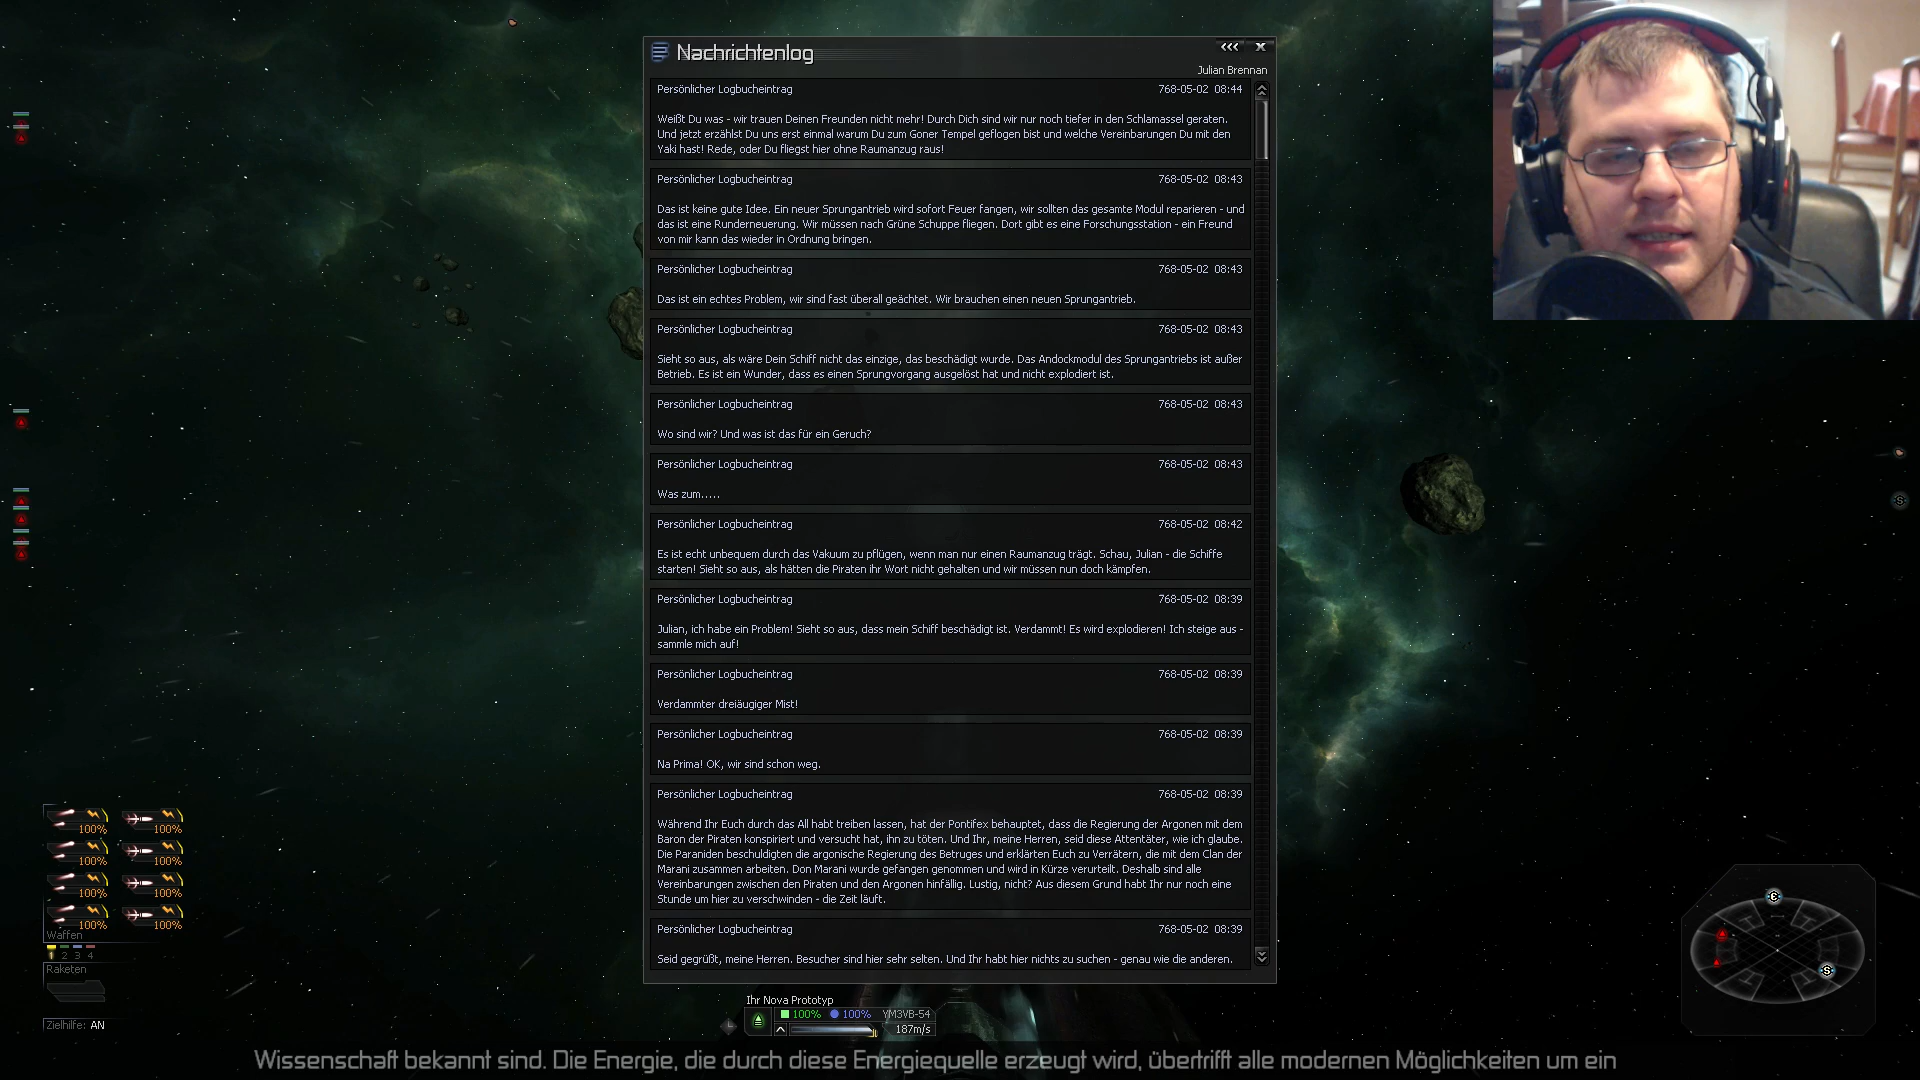 Nachrichtenlog
Julian Brennan
Persönlicher Logbucheintrag 768-05-02 08:44
Weißt Du was - wir trauen Deinen Freunden nicht mehr! Durch Dich sind wir nur noch tiefer in den Schlamassel geraten.
Und jetzt erzählst Du uns erst einmal warum Du zum Goner Tempel geflogen bist und welche Vereinbarungen Du mit den
Yaki hast! Rede, oder Du fliegst hier ohne Raumanzug raus!
Persönlicher Logbucheintrag 768-05-02 08:43
Das ist keine gute Idee. Ein neuer Sprungantrieb wird sofort Feuer fangen, wir sollten das gesamte Modul reparieren - und
das ist eine Runderneuerung. Wir müssen nach Grüne Schuppe fliegen. Dort gibt es eine Forschungsstation - ein Freund
von mir kann das wieder in Ordnung bringen.
Persönlicher Logbucheintrag 768-05-02 08:43
Das ist ein echtes Problem, wir sind fast überall geächtet. Wir brauchen einen neuen Sprungantrieb.
Persönlicher Logbucheintrag 768-05-02 08:43
Sieht so aus, als wäre Dein Schiff nicht das einzige, das beschädigt wurde. Das Andockmodul des Sprungantriebs ist außer
Betrieb. Es ist ein Wunder, dass es einen Sprungvorgang ausgelöst hat und nicht explodiert ist.
Persönlicher Logbucheintrag 768-05-02 08:43
Wo sind wir? Und was ist das für ein Geruch?
Persönlicher Logbucheintrag 768-05-02 08:43
Was zum.....
Persönlicher Logbucheintrag 768-05-02 08:42
Es ist echt unbequem durch das Vakuum zu pflügen, wenn man nur einen Raumanzug trägt. Schau, Julian - die Schiffe
starten! Sieht so aus, als hätten die Piraten ihr Wort nicht gehalten und wir müssen nun doch kämpfen.
Persönlicher Logbucheintrag 768-05-02 08:39
Julian, ich habe ein Problem! Sieht so aus, dass mein Schiff beschädigt ist. Verdammt! Es wird explodieren! Ich steige aus -
sammle mich auf!
Persönlicher Logbucheintrag 768-05-02 08:39
Verdammter dreiäugiger Mist!
Persönlicher Logbucheintrag 768-05-02 08:39
Na Prima! OK, wir sind schon weg.
Persönlicher Logbucheintrag 768-05-02 08:39
Während Ihr Euch durch das All habt treiben lassen, hat der Pontifex behauptet, dass die Regierung der Argonen mit dem
Baron der Piraten konspiriert und versucht hat, ihn zu töten. Und Ihr, meine Herren, seid diese Attentäter, wie ich glaube.
Die Paraniden beschuldigten die argonische Regierung des Betruges und erklärten Euch zu Verrätern, die mit dem Clan der
Marani zusammen arbeiten. Don Marani wurde gefangen genommen und wird in Kürze verurteilt. Deshalb sind alle
Vereinbarungen zwischen den Piraten und den Argonen hinfällig. Lustig, nicht? Aus diesem Grund habt Ihr nur noch eine
Stunde um hier zu verschwinden - die Zeit läuft.
Persönlicher Logbucheintrag 768-05-02 08:39
Seid gegrüßt, meine Herren. Besucher sind hier sehr selten. Und Ihr habt hier nichts zu suchen - genau wie die anderen.
100% 100%
100% 100%
100% 100%
100% 100%
Waffen
1 2 3 4
Raketen
Zielhilfe: AN
Ihr Nova Prototyp
100% 100% YM3VB-54
187m/s
Wissenschaft bekannt sind. Die Energie, die durch diese Energiequelle erzeugt wird, übertrifft alle modernen Möglichkeiten um ein